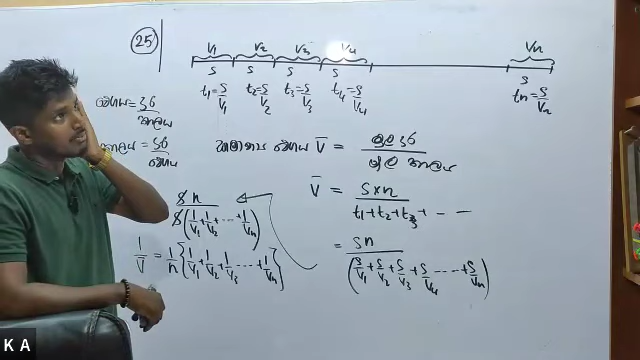 25
V₁ V₂ V₃ V₄ Vₙ
S S S S S
t₁ = S/V₁ t₂ = S/V₂ t₃ = S/V₃ t₄ = S/V₄ tₙ = S/Vₙ
වේගය = දුර / කාලය
කාලය = දුර / වේගය
වේගය V̄ = මුළු දුර / මුළු කාලය
V̄ = S×n / t₁+t₂+t₃+ - -
= Sn / (S/V₁ + S/V₂ + S/V₃ + S/V₄ --- + S/Vₙ)
S n / S(1/V₁ + 1/V₂ + ··· + 1/Vₙ)
1/V̄ = 1/n {1/V₁ + 1/V₂ + 1/V₃ ··· + 1/Vₙ}
K A